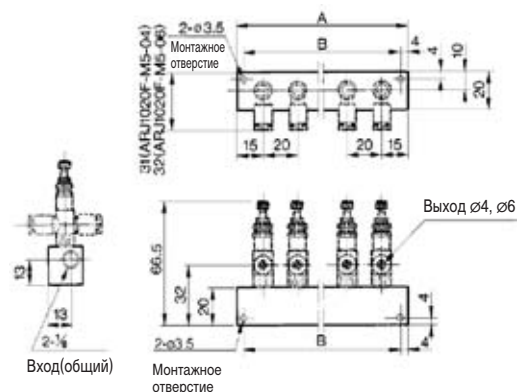 A
2-ø3.5
B
4
Монтажное
отверстие
4
10
20
31(ARJ1020F-M5-04)
32(ARJ1020F-M5-06)
15
20
20
15
Выход ø4, ø6
66.5
32
20
13
13
2-⅛
Вход(общий)
2-ø3.5
Монтажное
отверстие
B
4
4